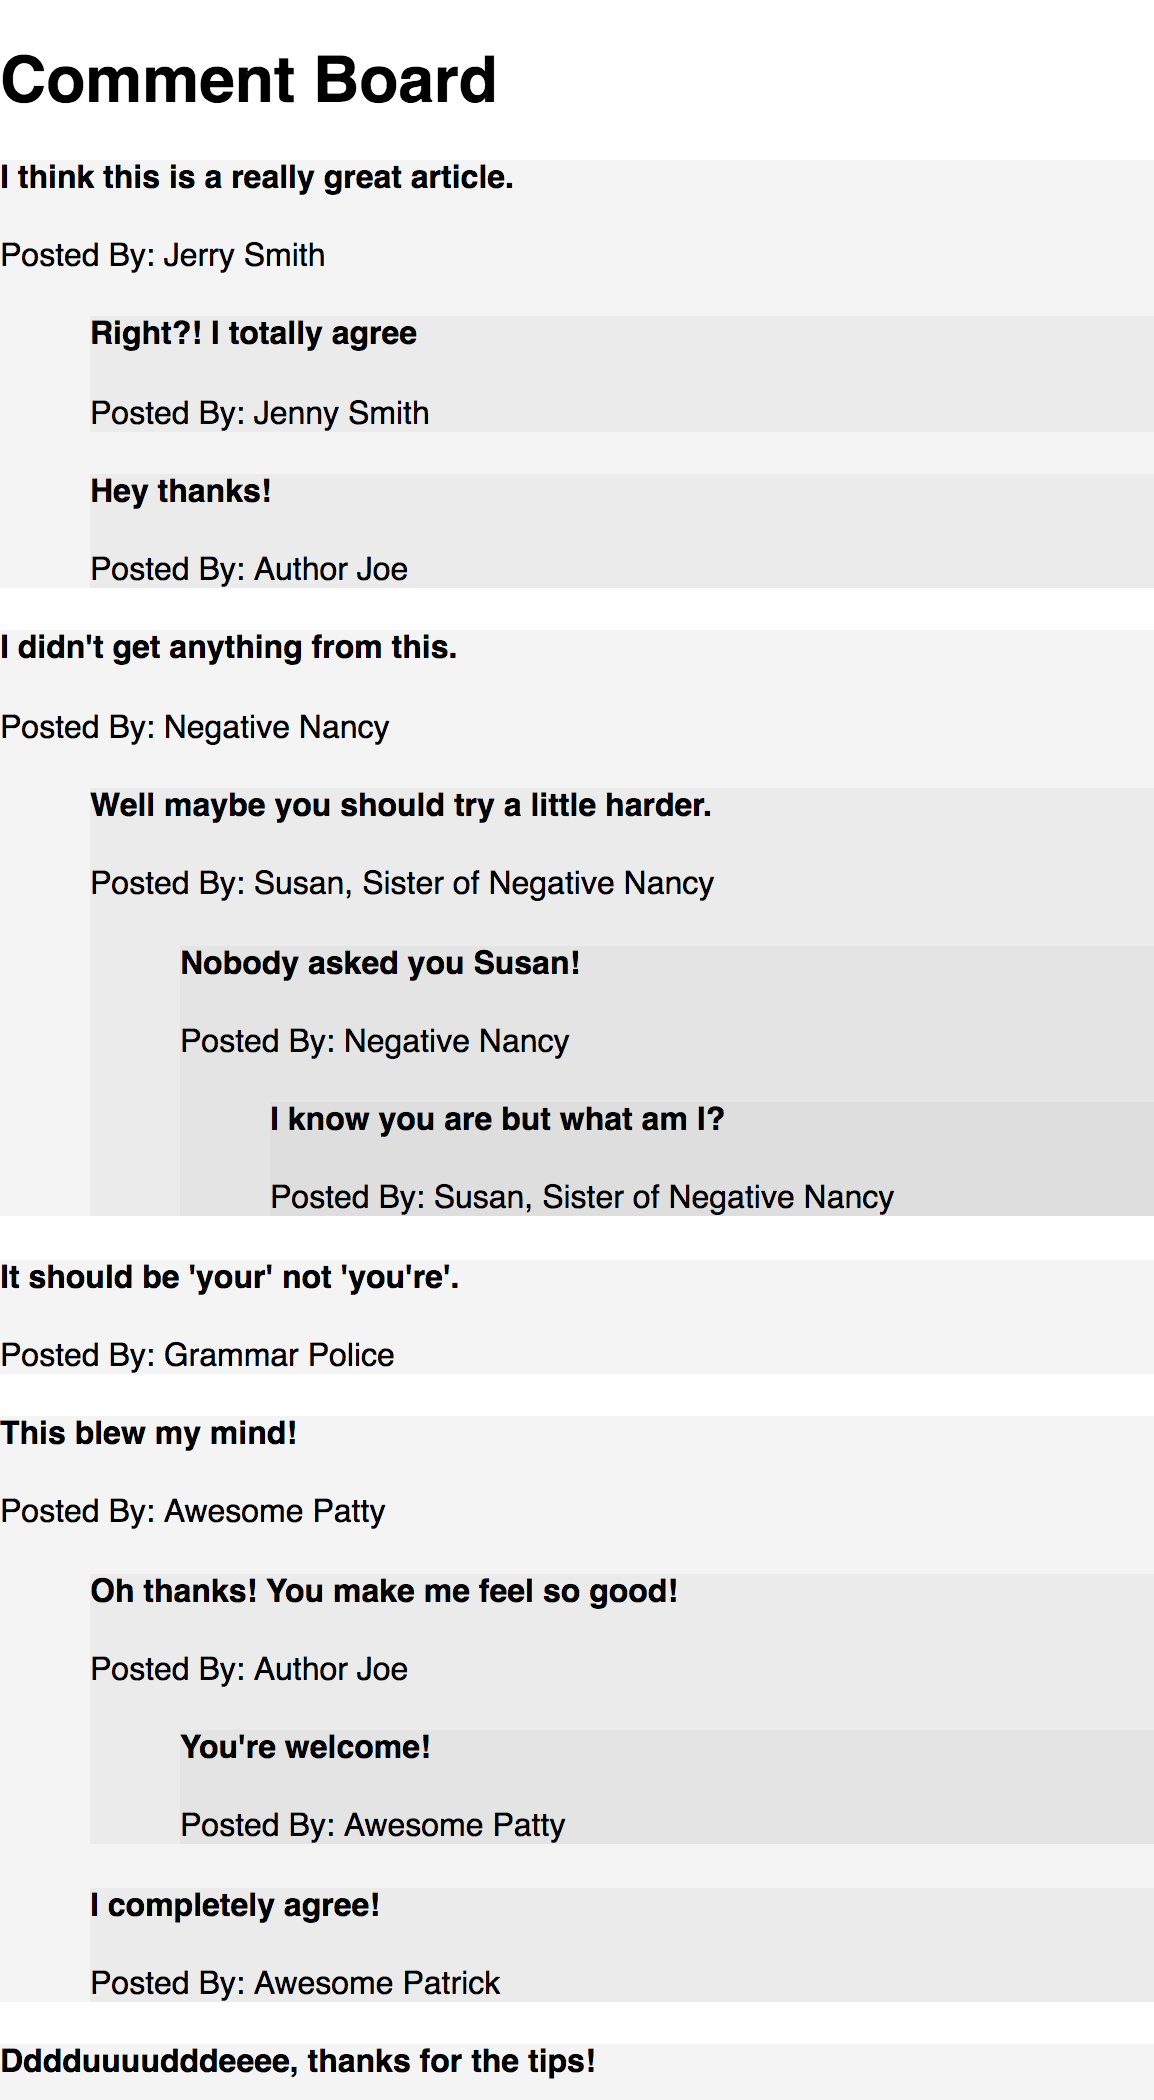 Comment Board
I think this is a really great article.
Posted By: Jerry Smith
Right?! I totally agree
Posted By: Jenny Smith
Hey thanks!
Posted By: Author Joe
I didn't get anything from this.
Posted By: Negative Nancy
Well maybe you should try a little harder.
Posted By: Susan, Sister of Negative Nancy
Nobody asked you Susan!
Posted By: Negative Nancy
I know you are but what am I?
Posted By: Susan, Sister of Negative Nancy
It should be 'your' not 'you're'.
Posted By: Grammar Police
This blew my mind!
Posted By: Awesome Patty
Oh thanks! You make me feel so good!
Posted By: Author Joe
You're welcome!
Posted By: Awesome Patty
I completely agree!
Posted By: Awesome Patrick
Dddduuuudddeeee, thanks for the tips!